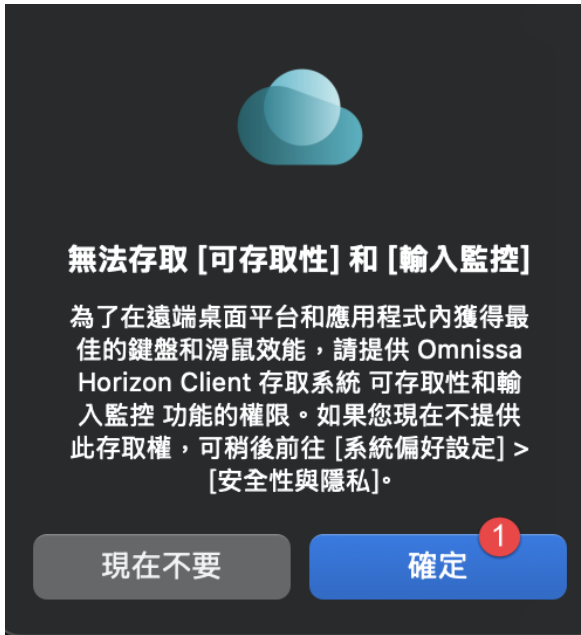 無法存取 [可存取性] 和 [輸入監控]
為了在遠端桌面平台和應用程式內獲得最
佳的鍵盤和滑鼠效能，請提供 Omnissa
Horizon Client 存取系統 可存取性和輸
入監控 功能的權限。如果您現在不提供
此存取權，可稍後前往 [系統偏好設定] >
[安全性與隱私]。
現在不要
確定
1